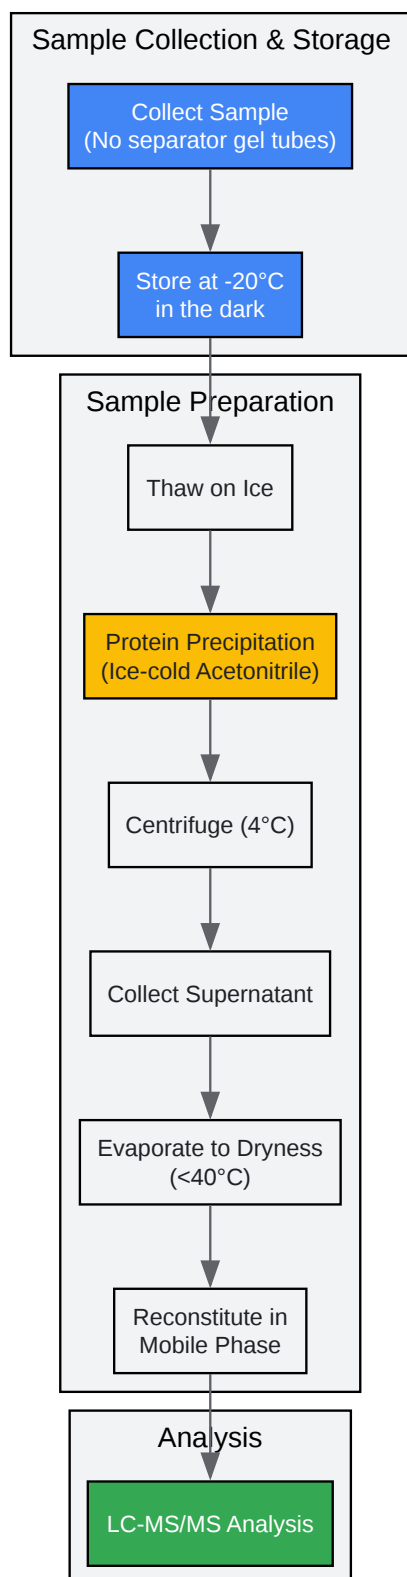 Sample Collection & Storage
Collect Sample
(No separator gel tubes)
Store at -20°C
in the dark
Sample Preparation
Thaw on Ice
Protein Precipitation
(Ice-cold Acetonitrile)
Centrifuge (4°C)
Collect Supernatant
Evaporate to Dryness
(<40°C)
Reconstitute in
Mobile Phase
Analysis
LC-MS/MS Analysis